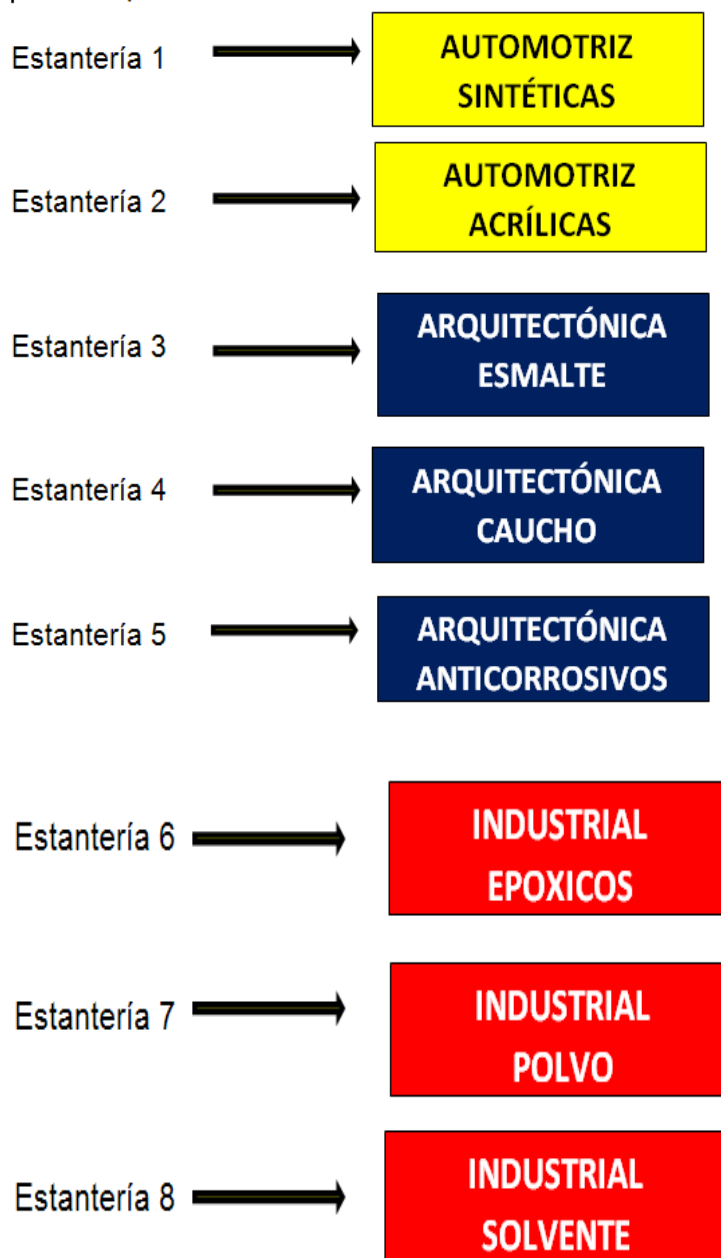 Estantería 1
AUTOMOTRIZ
SINTÉTICAS
Estantería 2
AUTOMOTRIZ
ACRÍLICAS
Estantería 3
ARQUITECTÓNICA
ESMALTE
Estantería 4
ARQUITECTÓNICA
CAUCHO
Estantería 5
ARQUITECTÓNICA
ANTICORROSIVOS
Estantería 6
INDUSTRIAL
EPOXICOS
Estantería 7
INDUSTRIAL
POLVO
Estantería 8
INDUSTRIAL
SOLVENTE